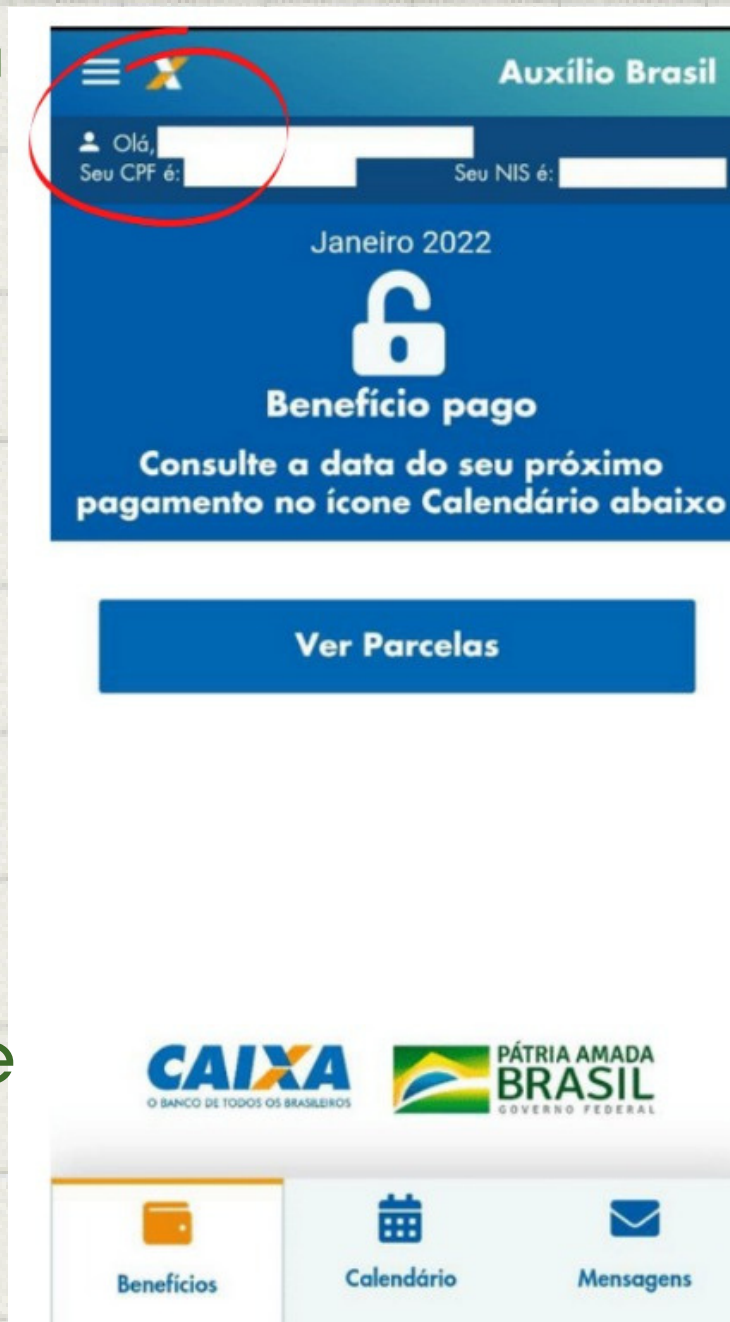 Auxílio Brasil
Olá,
Seu CPF é: Seu NIS é:
Janeiro 2022
Benefício pago
Consulte a data do seu próximo
pagamento no ícone Calendário abaixo
Ver Parcelas
CAIXA
O BANCO DE TODOS OS BRASILEIROS
PÁTRIA AMADA
BRASIL
GOVERNO FEDERAL
e
Benefícios Calendário Mensagens